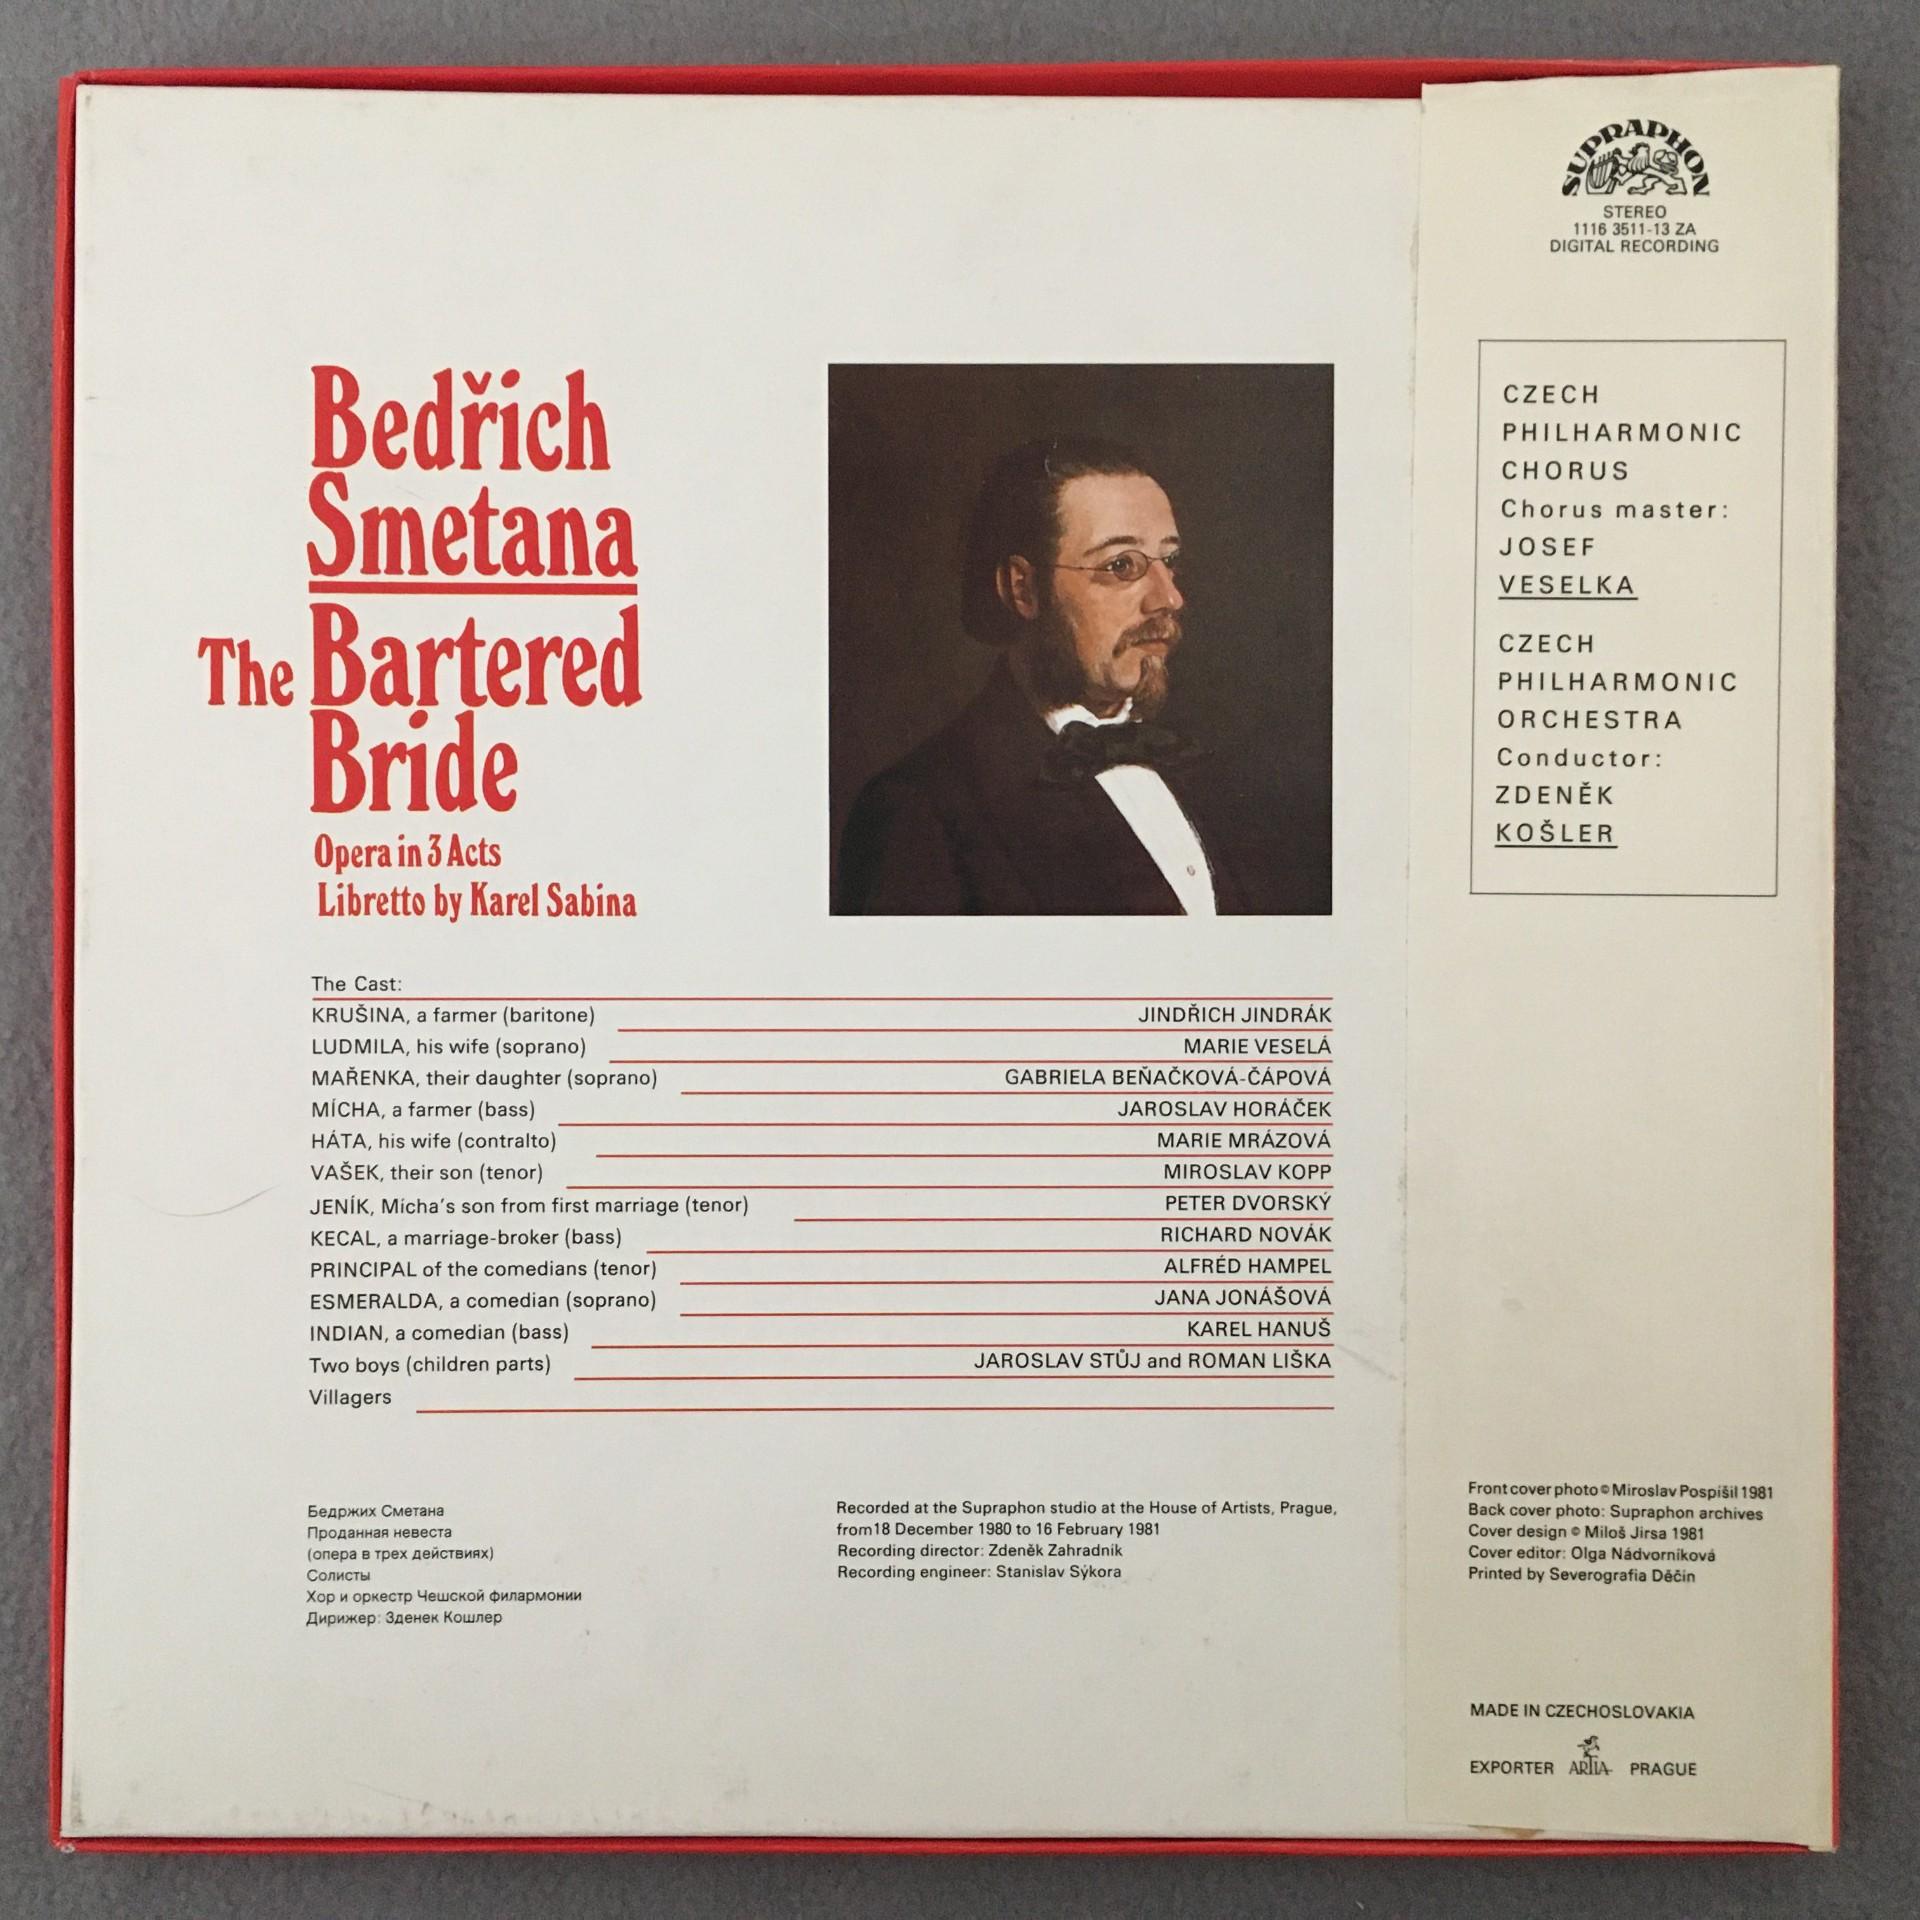 Bedřich
Smetana
The Bartered
Bride
Opera in 3 Acts
Libretto by Karel Sabina
The Cast:
KRUŠINA, a farmer (baritone) JINDŘICH JINDRÁK
LUDMILA, his wife (soprano) MARIE VESELÁ
MAŘENKA, their daughter (soprano) GABRIELA BEŇAČKOVÁ-ČÁPOVÁ
MÍCHA, a farmer (bass) JAROSLAV HORÁČEK
HÁTA, his wife (contralto) MARIE MRÁZOVÁ
VAŠEK, their son (tenor) MIROSLAV KOPP
JENÍK, Mícha's son from first marriage (tenor) PETER DVORSKÝ
KECAL, a marriage-broker (bass) RICHARD NOVÁK
PRINCIPAL of the comedians (tenor) ALFRÉD HAMPEL
ESMERALDA, a comedian (soprano) JANA JONÁŠOVÁ
INDIAN, a comedian (bass) KAREL HANUŠ
Two boys (children parts) JAROSLAV STŮJ and ROMAN LIŠKA
Villagers
Бедржих Сметана
Проданная невеста
(опера в трех действиях)
Солисты
Хор и оркестр Чешской филармонии
Дирижер: Зденек Кошлер
Recorded at the Supraphon studio at the House of Artists, Prague,
from 18 December 1980 to 16 February 1981
Recording director: Zdeněk Zahradník
Recording engineer: Stanislav Sýkora
SUPRAPHON
STEREO
1116 3511-13 ZA
DIGITAL RECORDING
CZECH
PHILHARMONIC
CHORUS
Chorus master:
JOSEF
VESELKA
CZECH
PHILHARMONIC
ORCHESTRA
Conductor:
ZDENĚK
KOŠLER
Front cover photo © Miroslav Pospíšil 1981
Back cover photo: Supraphon archives
Cover design © Miloš Jirsa 1981
Cover editor: Olga Nádvorníková
Printed by Severografia Děčín
MADE IN CZECHOSLOVAKIA
EXPORTER ARTIA PRAGUE